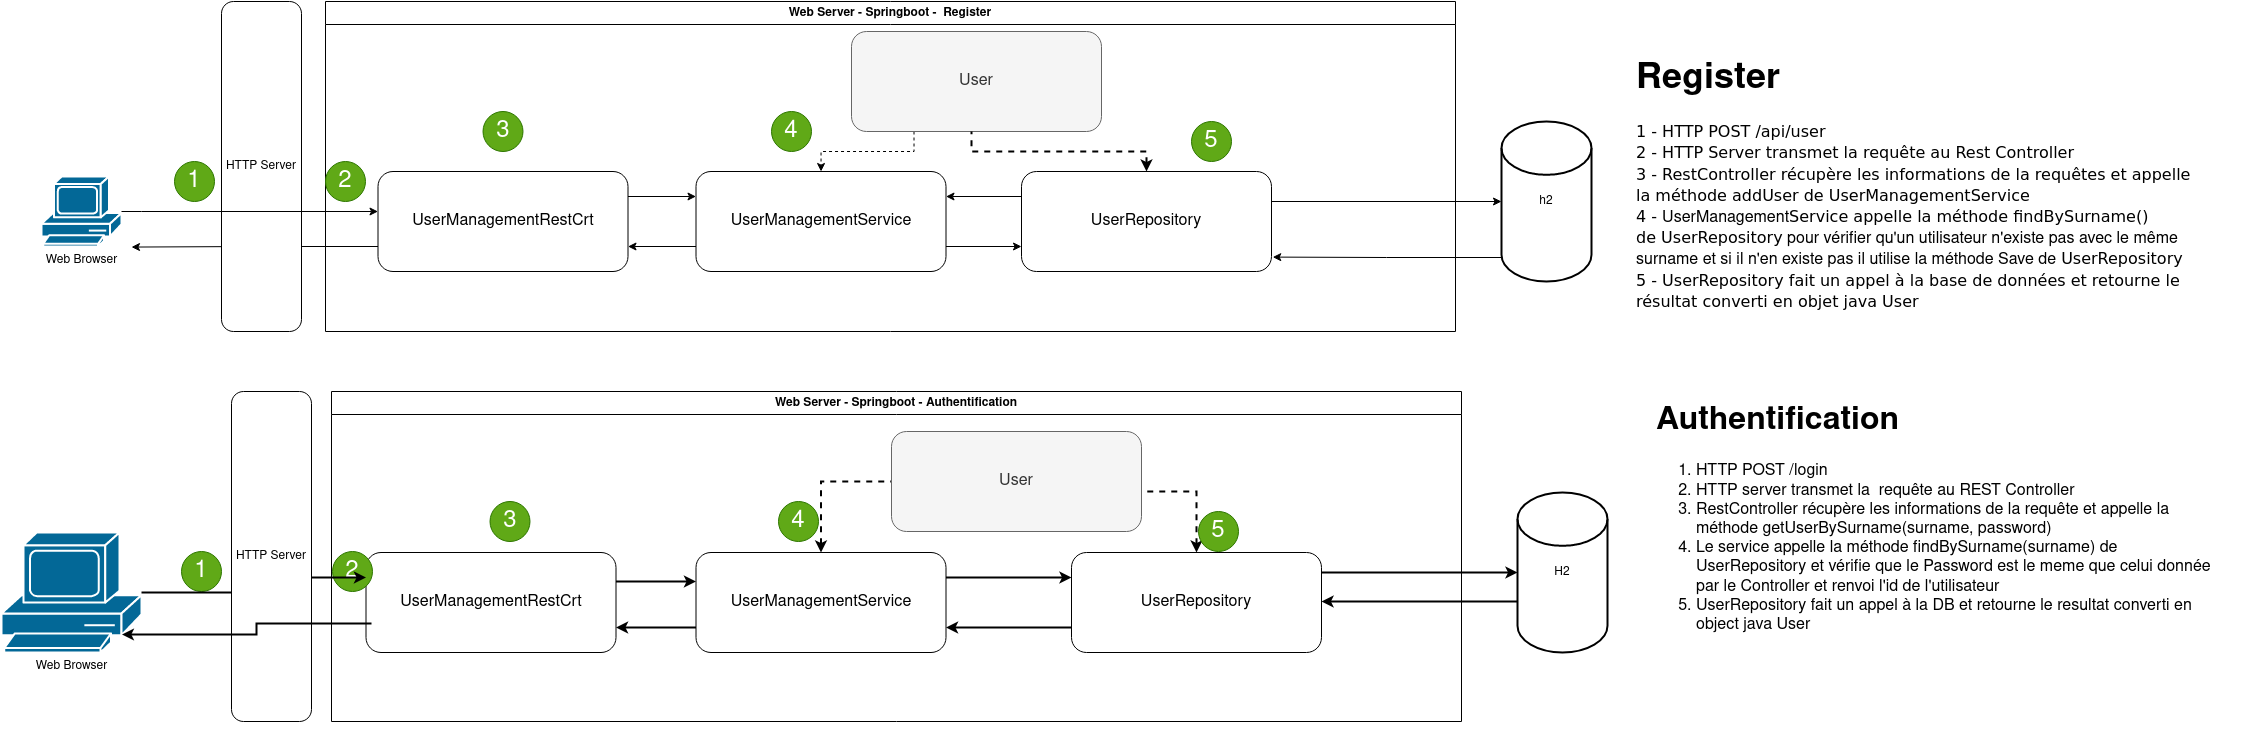 Web Server - Springboot -  Register
User
3
4
5
1
HTTP Server
2
UserManagementRestCrt
UserManagementService
UserRepository
h2
Web Browser
Register
1 - HTTP POST /api/user
2 - HTTP Server transmet la requête au Rest Controller
3 - RestController récupère les informations de la requêtes et appelle
la méthode addUser de UserManagementService
4 - UserManagementService appelle la méthode findBySurname()
de UserRepository pour vérifier qu'un utilisateur n'existe pas avec le même
surname et si il n'en existe pas il utilise la méthode Save de UserRepository
5 - UserRepository fait un appel à la base de données et retourne le
résultat converti en objet java User
Web Server - Springboot - Authentification
User
3
4
5
1
HTTP Server
2
UserManagementRestCrt
UserManagementService
UserRepository
H2
Web Browser
Authentification
1. HTTP POST /login
2. HTTP server transmet la  requête au REST Controller
3. RestController récupère les informations de la requête et appelle la
méthode getUserBySurname(surname, password)
4. Le service appelle la méthode findBySurname(surname) de
UserRepository et vérifie que le Password est le meme que celui donnée
par le Controller et renvoi l'id de l'utilisateur
5. UserRepository fait un appel à la DB et retourne le resultat converti en
object java User